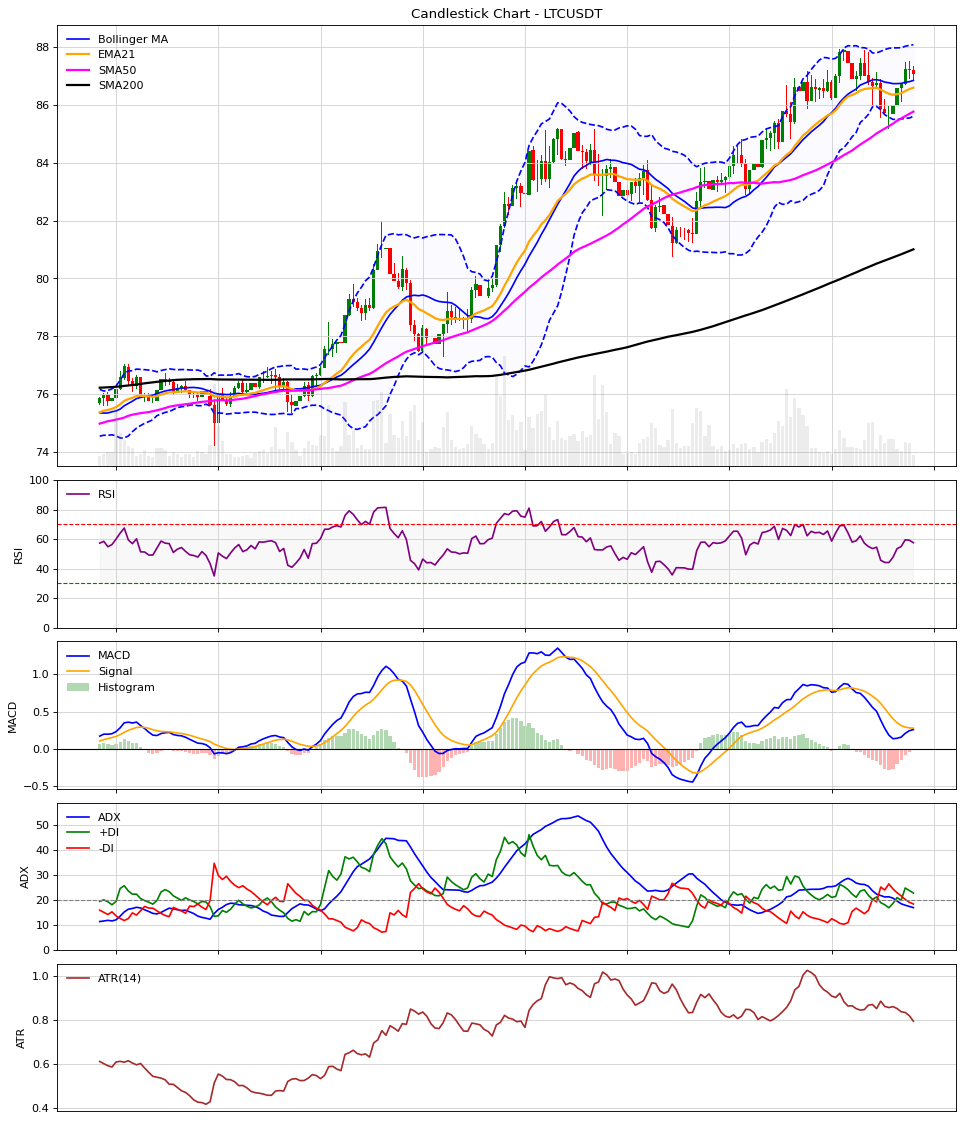 Candlestick Chart - LTCUSDT
Bollinger MA
EMA21
SMA50
SMA200
88
86
84
82
80
78
76
74
RSI
RSI
100
80
60
40
20
0
MACD
Signal
Histogram
MACD
1.0
0.5
0.0
−0.5
ADX
+DI
-DI
ADX
50
40
30
20
10
0
ATR(14)
ATR
1.0
0.8
0.6
0.4